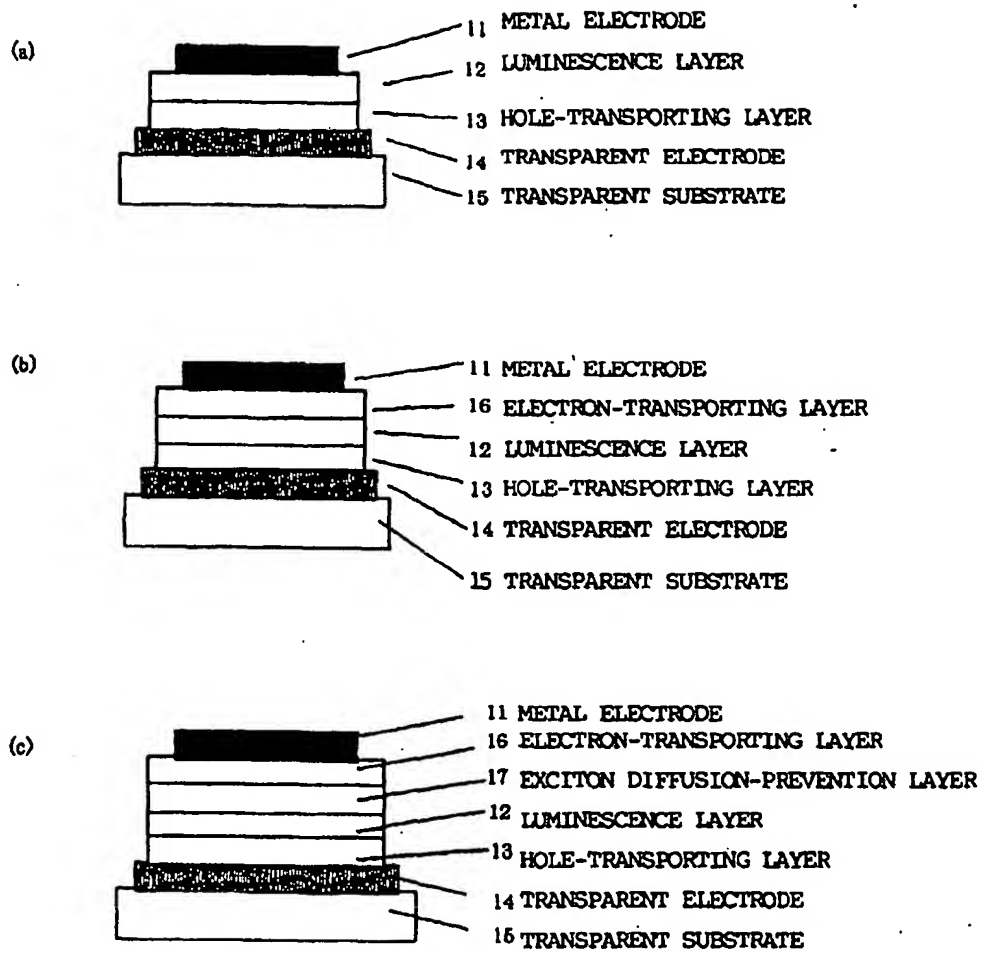 (a)
11 METAL ELECTRODE
12 LUMINESCENCE LAYER
13 HOLE-TRANSPORTING LAYER
14 TRANSPARENT ELECTRODE
15 TRANSPARENT SUBSTRATE
(b)
11 METAL ELECTRODE
16 ELECTRON-TRANSPORTING LAYER
12 LUMINESCENCE LAYER
13 HOLE-TRANSPORTING LAYER
14 TRANSPARENT ELECTRODE
15 TRANSPARENT SUBSTRATE
(c)
11 METAL ELECTRODE
16 ELECTRON-TRANSPORTING LAYER
17 EXCITON DIFFUSION-PREVENTION LAYER
12 LUMINESCENCE LAYER
13 HOLE-TRANSPORTING LAYER
14 TRANSPARENT ELECTRODE
15 TRANSPARENT SUBSTRATE